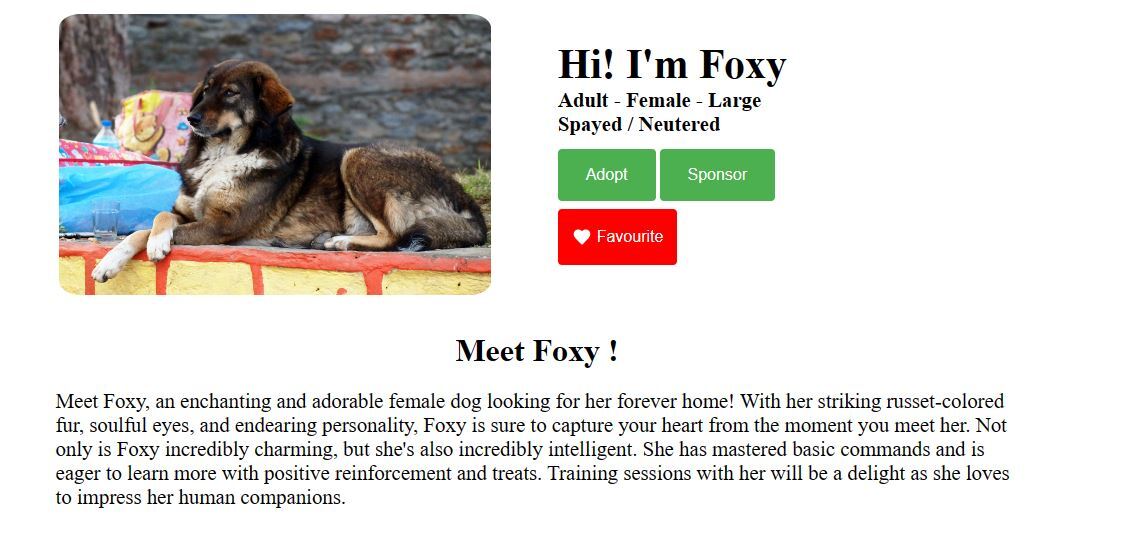 Hi! I'm Foxy
Adult - Female - Large
Spayed / Neutered
Adopt
Sponsor
Favourite
Meet Foxy !
Meet Foxy, an enchanting and adorable female dog looking for her forever home! With her striking russet-colored
fur, soulful eyes, and endearing personality, Foxy is sure to capture your heart from the moment you meet her. Not
only is Foxy incredibly charming, but she's also incredibly intelligent. She has mastered basic commands and is
eager to learn more with positive reinforcement and treats. Training sessions with her will be a delight as she loves
to impress her human companions.